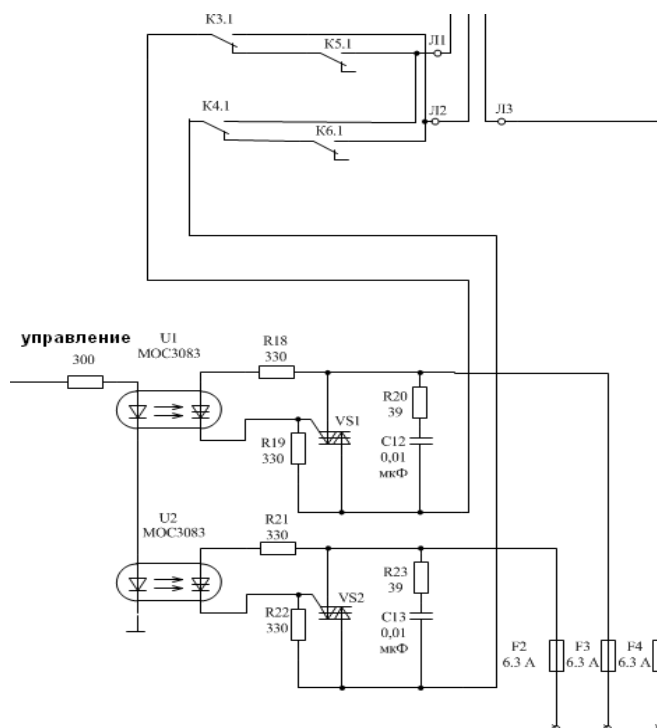 К3.1
К5.1
Л1
К4.1
К6.1
Л2
Л3
управление
300
U1
MOC3083
R18
330
R19
330
VS1
R20
39
C12
0,01
мкФ
U2
MOC3083
R21
330
R22
330
VS2
R23
39
C13
0,01
мкФ
F2
6.3 А
F3
6.3 А
F4
6.3 А